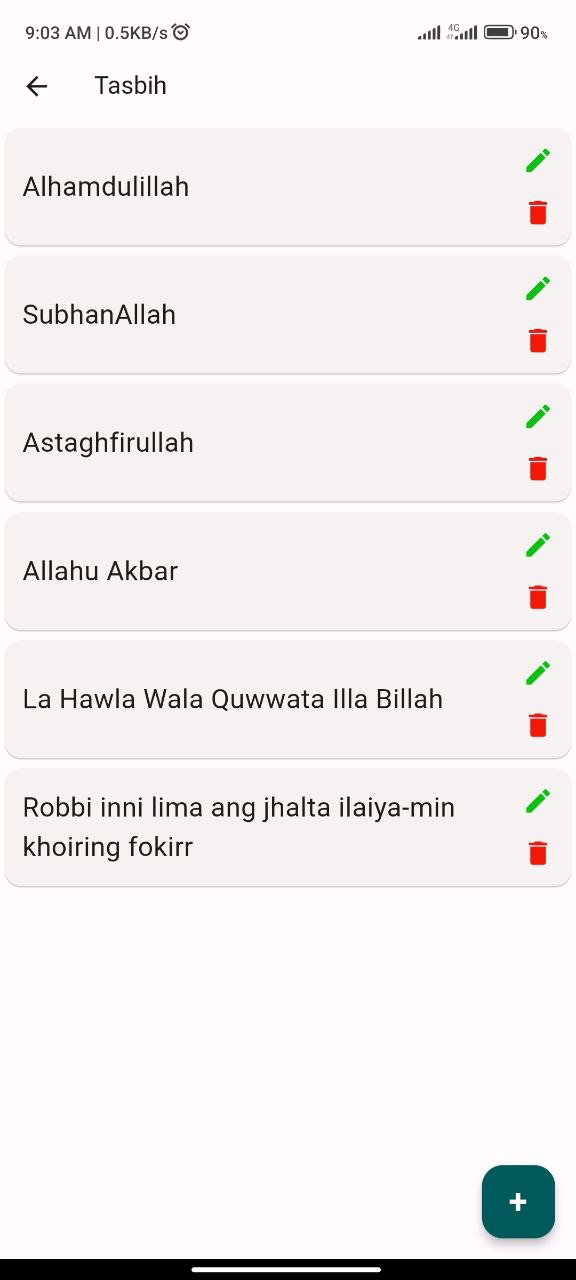 9:03 AM | 0.5KB/s
4G
90%
Tasbih
Alhamdulillah
SubhanAllah
Astaghfirullah
Allahu Akbar
La Hawla Wala Quwwata Illa Billah
Robbi inni lima ang jhalta ilaiya-min
khoiring fokirr
+